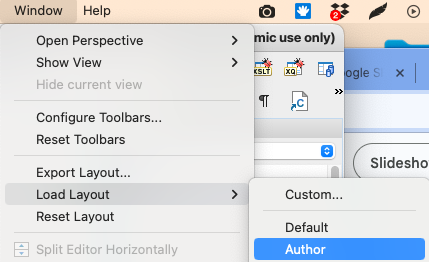 Window Help
2
Open Perspective
Show View
Hide current view
Configure Toolbars...
Reset Toolbars
Export Layout...
Load Layout
Reset Layout
Split Editor Horizontally
mic use only)
XSLT XQ
¶ C
»
ogle S
Slidesho
Custom...
Default
Author